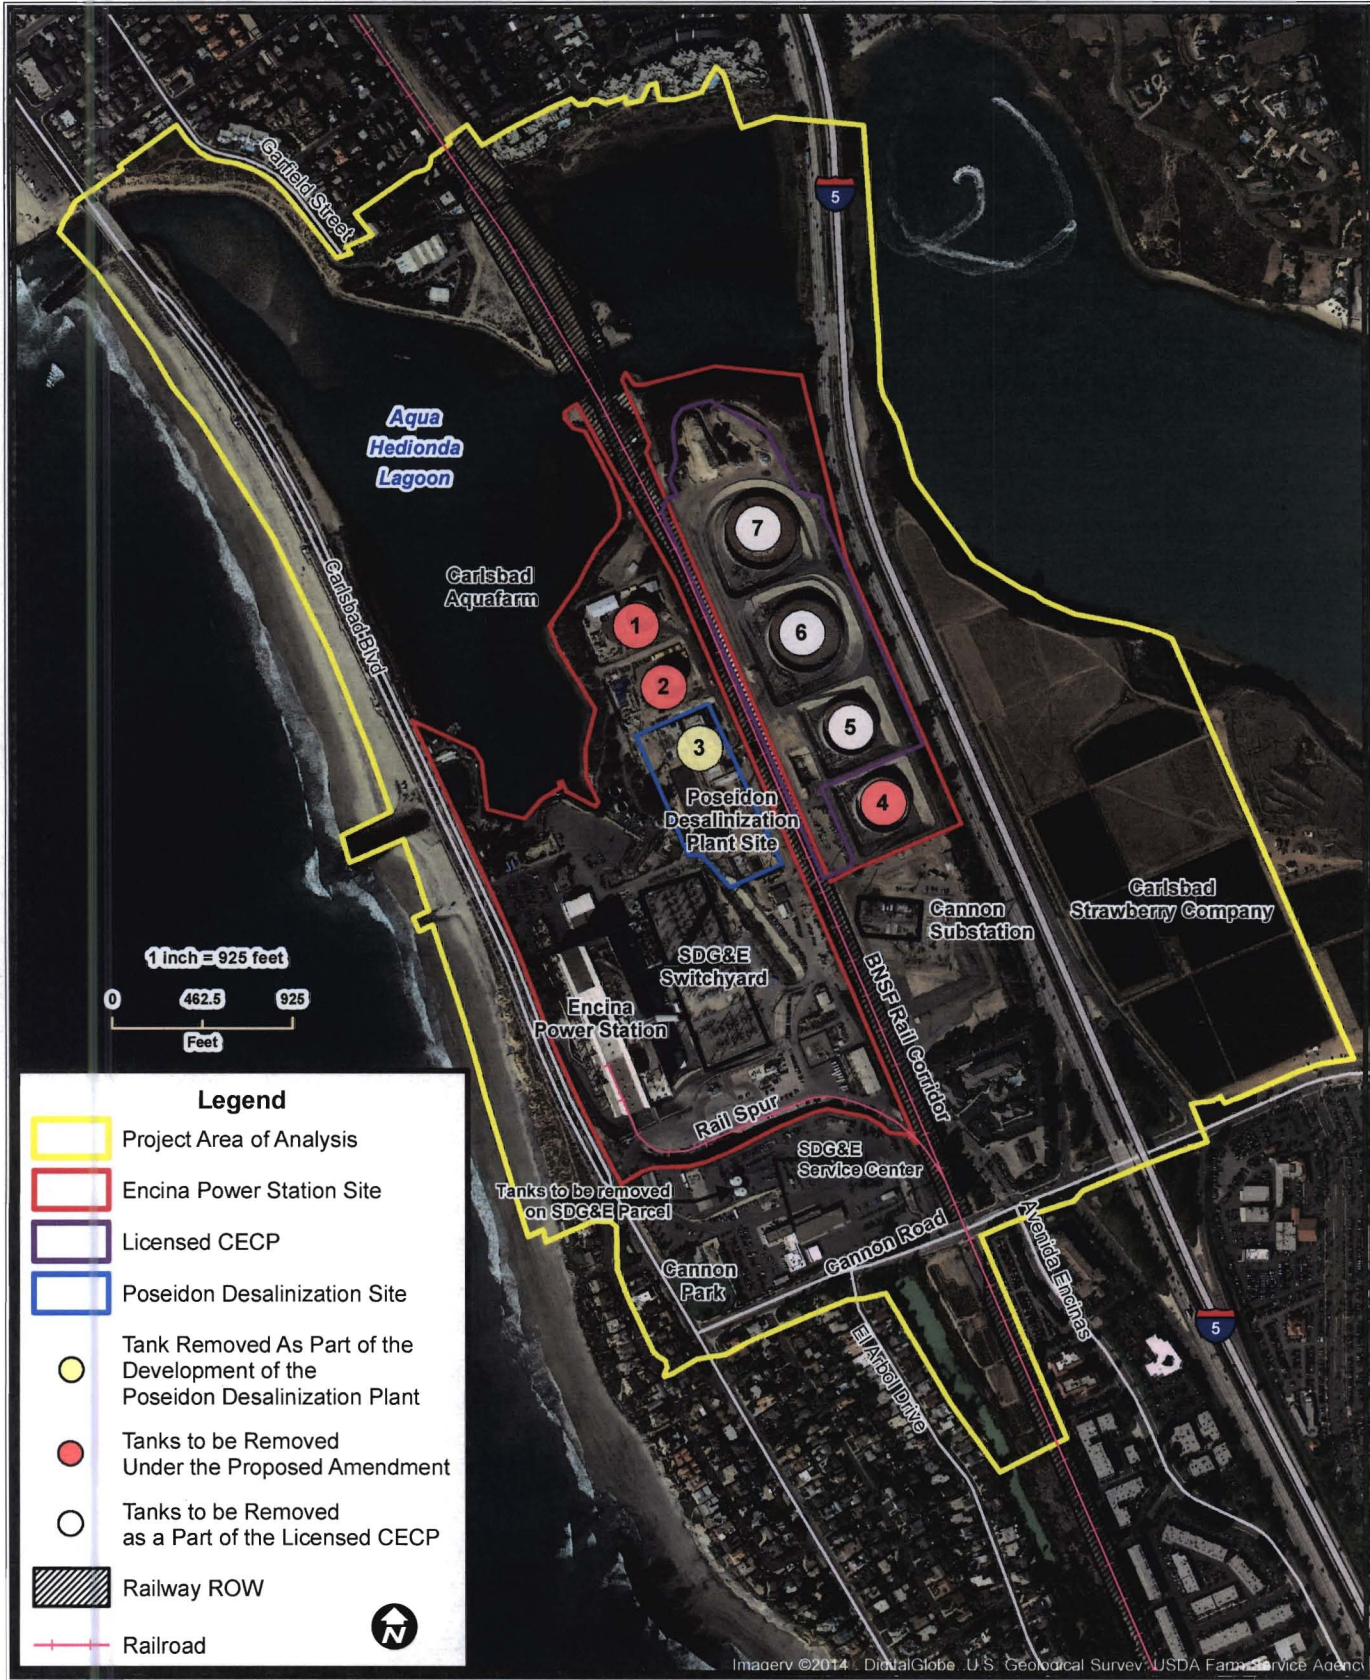 Garfield Street
5
Aqua
Hedionda
Lagoon
7
Carlsbad
Aquafarm
Carlsbad Blvd
1
6
2
5
3
4
Poseidon
Desalinization
Plant Site
Carlsbad
Strawberry Company
Cannon
Substation
SDG&E
Switchyard
1 inch = 925 feet
0 462.5 925
Feet
Encina
Power Station
BNSF Rail Corridor
Rail Spur
SDG&E
Service Center
Tanks to be removed
on SDG&E Parcel
Cannon Road
Avenida Encinas
Cannon
Park
El Arbol Drive
5
Legend
Project Area of Analysis
Encina Power Station Site
Licensed CECP
Poseidon Desalinization Site
Tank Removed As Part of the
Development of the
Poseidon Desalinization Plant
Tanks to be Removed
Under the Proposed Amendment
Tanks to be Removed
as a Part of the Licensed CECP
Railway ROW
Railroad
N
Imagery ©2014 , DigitalGlobe, U.S. Geological Survey, USDA Farm Service Agency